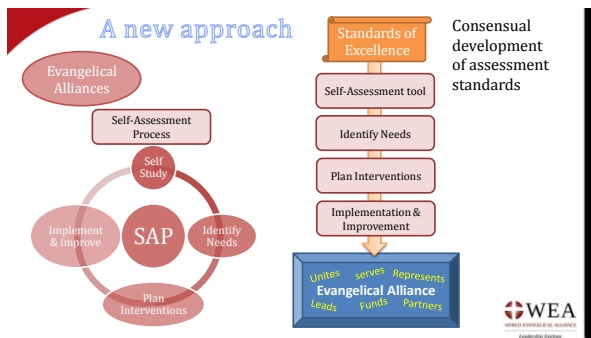 A new approach
Evangelical
Alliances
Self-Assessment
Process
Self
Study
Implement
& improve
SAP
Identify
Needs
Plan
Interventions
Standards of
Excellence
Self-Assessment tool
Identify Needs
Plan Interventions
Implementation &
Improvement
Unites serves Represents
Evangelical Alliance
Leads Funds Partners
Consensual
development
of assessment
standards
WEA
WORLD EVANGELICAL ALLIANCE
Leadership Institute